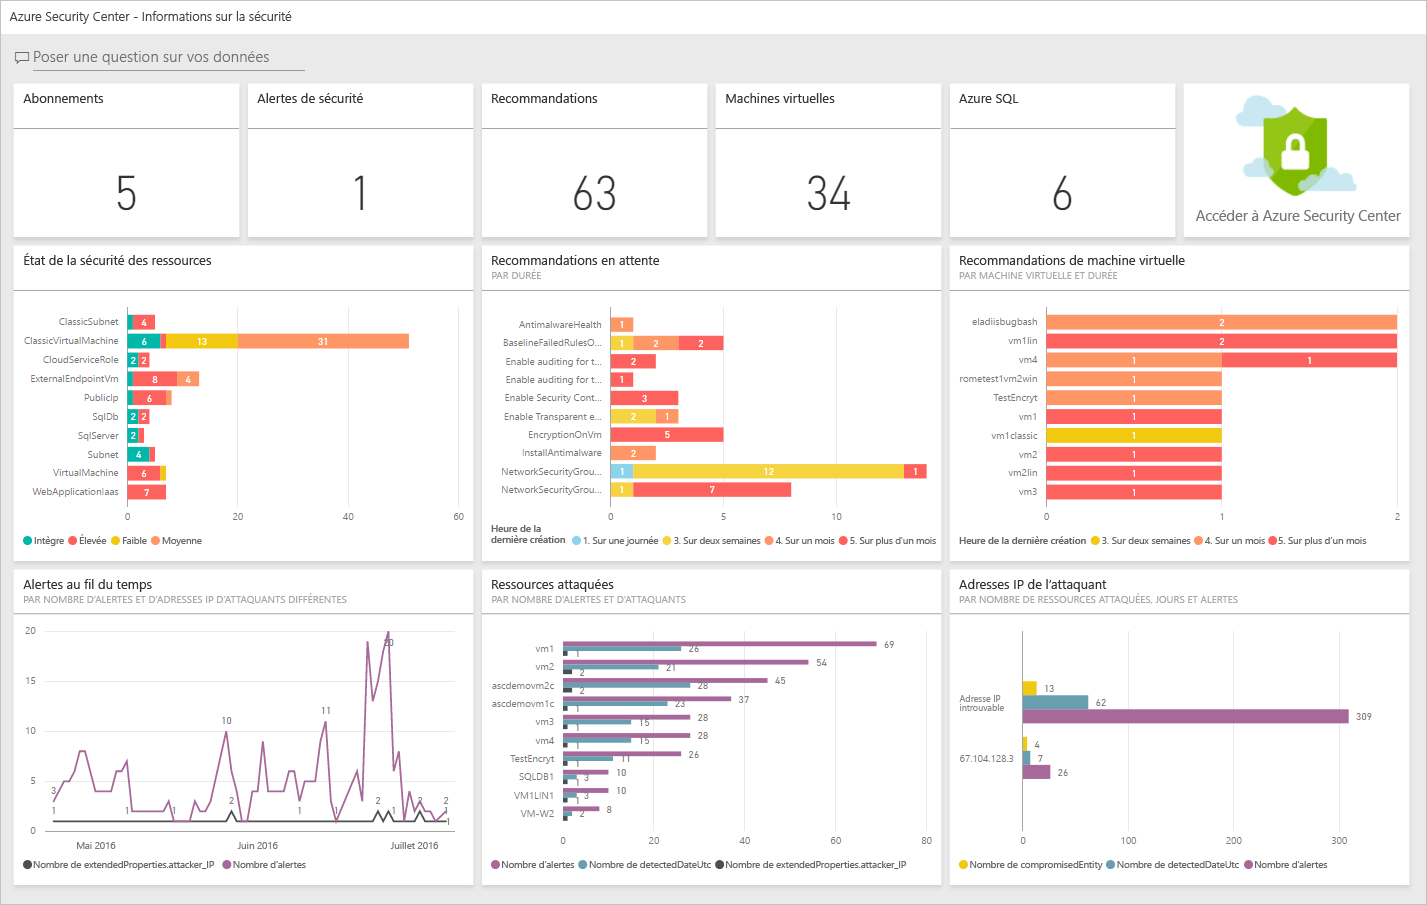 Azure Security Center - Informations sur la sécurité
Poser une question sur vos données
Abonnements
5
Alertes de sécurité
1
Recommandations
63
Machines virtuelles
34
Azure SQL
6
Accéder à Azure Security Center
État de la sécurité des ressources
ClassicSubnet
4
ClassicVirtualMachine
6 13 31
CloudServiceRole
2 2
ExternalEndpointVm
8 4
PublicIp
6
SqlDb
2 2
SqlServer
2
Subnet
4
VirtualMachine
6
WebApplicationIaas
7
0 20 40 60
Intègre Élevée Faible Moyenne
Recommandations en attente
PAR DURÉE
AntimalwareHealth
1
BaselineFailedRulesO...
1 2 2
Enable auditing for t...
2
Enable auditing for t...
1
Enable Security Cont...
3
Enable Transparent e...
2 1
EncryptionOnVm
5
InstallAntimalware
2
NetworkSecurityGrou...
1 12 1
NetworkSecurityGrou...
1 7
0 5 10
Heure de la
dernière création 1. Sur une journée 3. Sur deux semaines 4. Sur un mois 5. Sur plus d'un mois
Recommandations de machine virtuelle
PAR MACHINE VIRTUELLE ET DURÉE
eladiisbugbash
2
vm1lin
2
vm4
1 1
rometest1vm2win
1
TestEncryt
1
vm1
1
vm1classic
1
vm2
1
vm2lin
1
vm3
1
0 1 2
Heure de la dernière création 3. Sur deux semaines 4. Sur un mois 5. Sur plus d'un mois
Alertes au fil du temps
PAR NOMBRE D'ALERTES ET D'ADRESSES IP D'ATTAQUANTS DIFFÉRENTES
20
15
10
5
0
3 1 1 1 10 2 1 11 1 20 2 1 2 2 1 1
Mai 2016 Juin 2016 Juillet 2016
Nombre de extendedProperties.attacker_IP Nombre d'alertes
Ressources attaquées
PAR NOMBRE D'ALERTES ET D'ATTAQUANTS
vm1
69
26
1
vm2
54
21
2
ascdemovm2c
45
28
2
ascdemovm1c
37
23
1
vm3
28
15
1
vm4
28
15
1
TestEncryt
26
11
1
SQLDB1
10
3
1
VM1LIN1
10
3
1
VM-W2
8
2
0 20 40 60 80
Nombre d'alertes Nombre de detectedDateUtc Nombre de extendedProperties.attacker_IP
Adresses IP de l'attaquant
PAR NOMBRE DE RESSOURCES ATTAQUÉES, JOURS ET ALERTES
Adresse IP
introuvable
13
62
309
67.104.128.3
4
7
26
0 100 200 300
Nombre de compromisedEntity Nombre de detectedDateUtc Nombre d'alertes